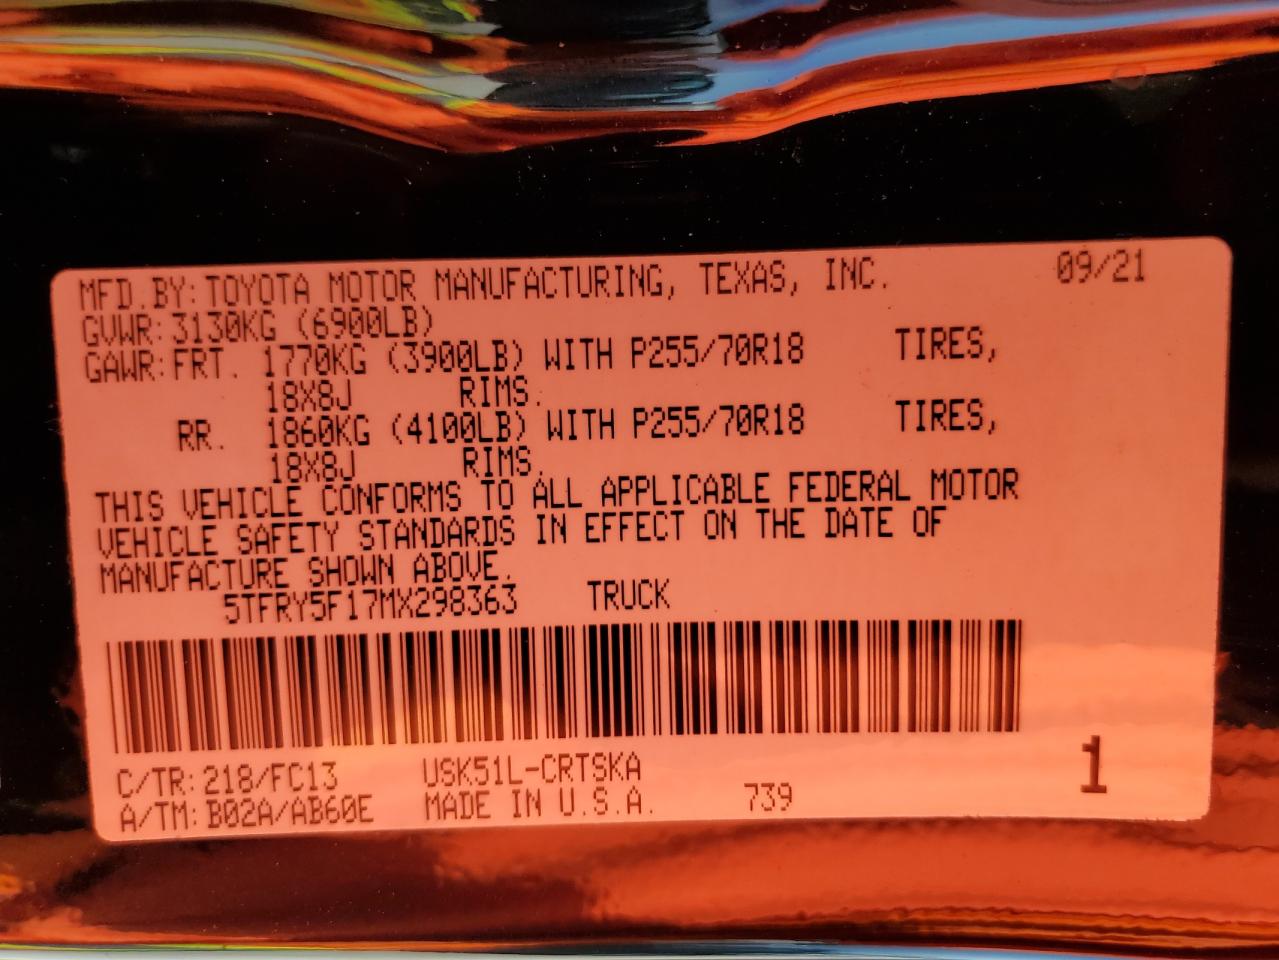 MFD.BY:TOYOTA MOTOR MANUFACTURING, TEXAS, INC. 09/21
GVWR:3130KG (6900LB)
GAWR:FRT. 1770KG (3900LB) WITH P255/70R18 TIRES,
18X8J RIMS.
RR. 1860KG (4100LB) WITH P255/70R18 TIRES,
18X8J RIMS.
THIS VEHICLE CONFORMS TO ALL APPLICABLE FEDERAL MOTOR
VEHICLE SAFETY STANDARDS IN EFFECT ON THE DATE OF
MANUFACTURE SHOWN ABOVE.
5TFRY5F17MX298363 TRUCK
C/TR:218/FC13 USK51L-CRTSKA 1
A/TM:B02A/AB60E MADE IN U.S.A. 739